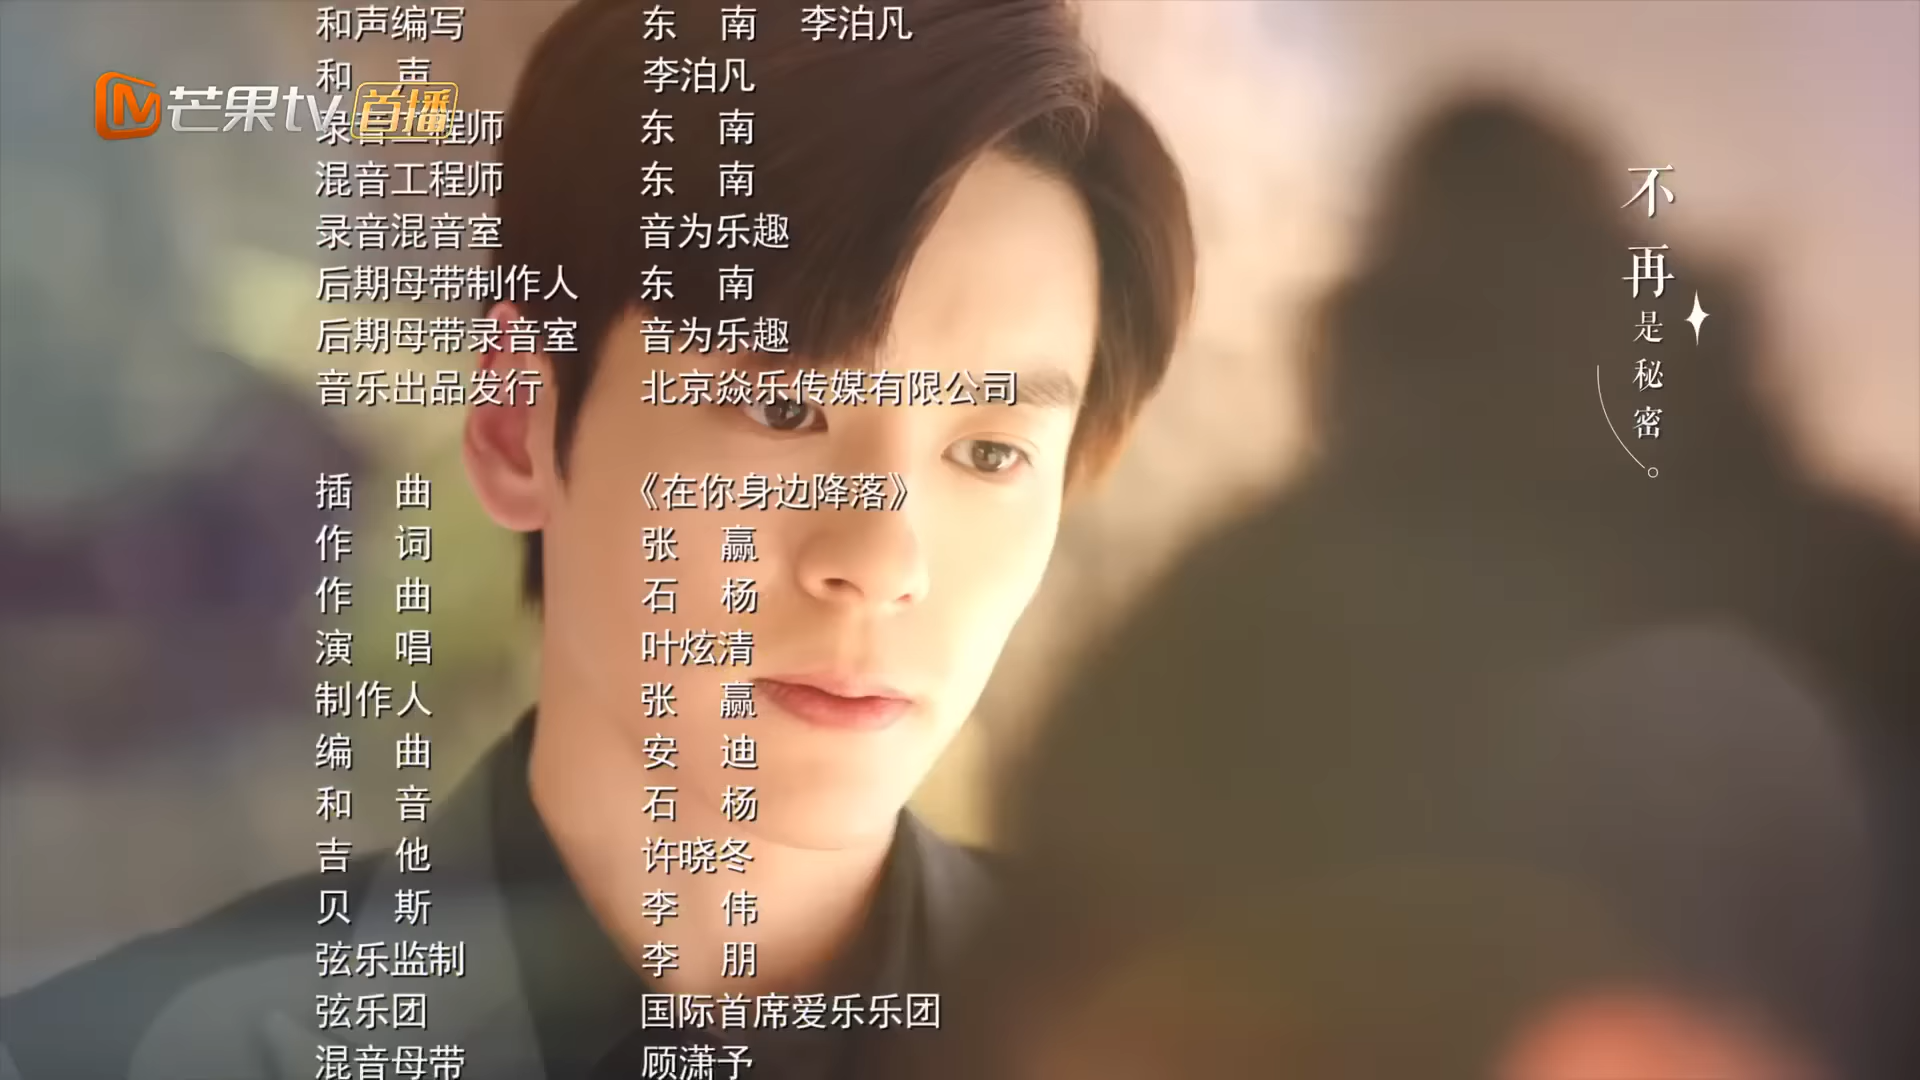 和声编写 东 南 李泊凡
和 声 李泊凡
芒果tv 首播
录音工程师 东 南
混音工程师 东 南
录音混音室 音为乐趣
后期母带制作人 东 南
后期母带录音室 音为乐趣
音乐出品发行 北京焱乐传媒有限公司
插 曲 《在你身边降落》
作 词 张 赢
作 曲 石 杨
演 唱 叶炫清
制作人 张 赢
编 曲 安 迪
和 音 石 杨
吉 他 许晓冬
贝 斯 李 伟
弦乐监制 李 朋
弦乐团 国际首席爱乐乐团
混音母带 顾潇予
不再是秘密。